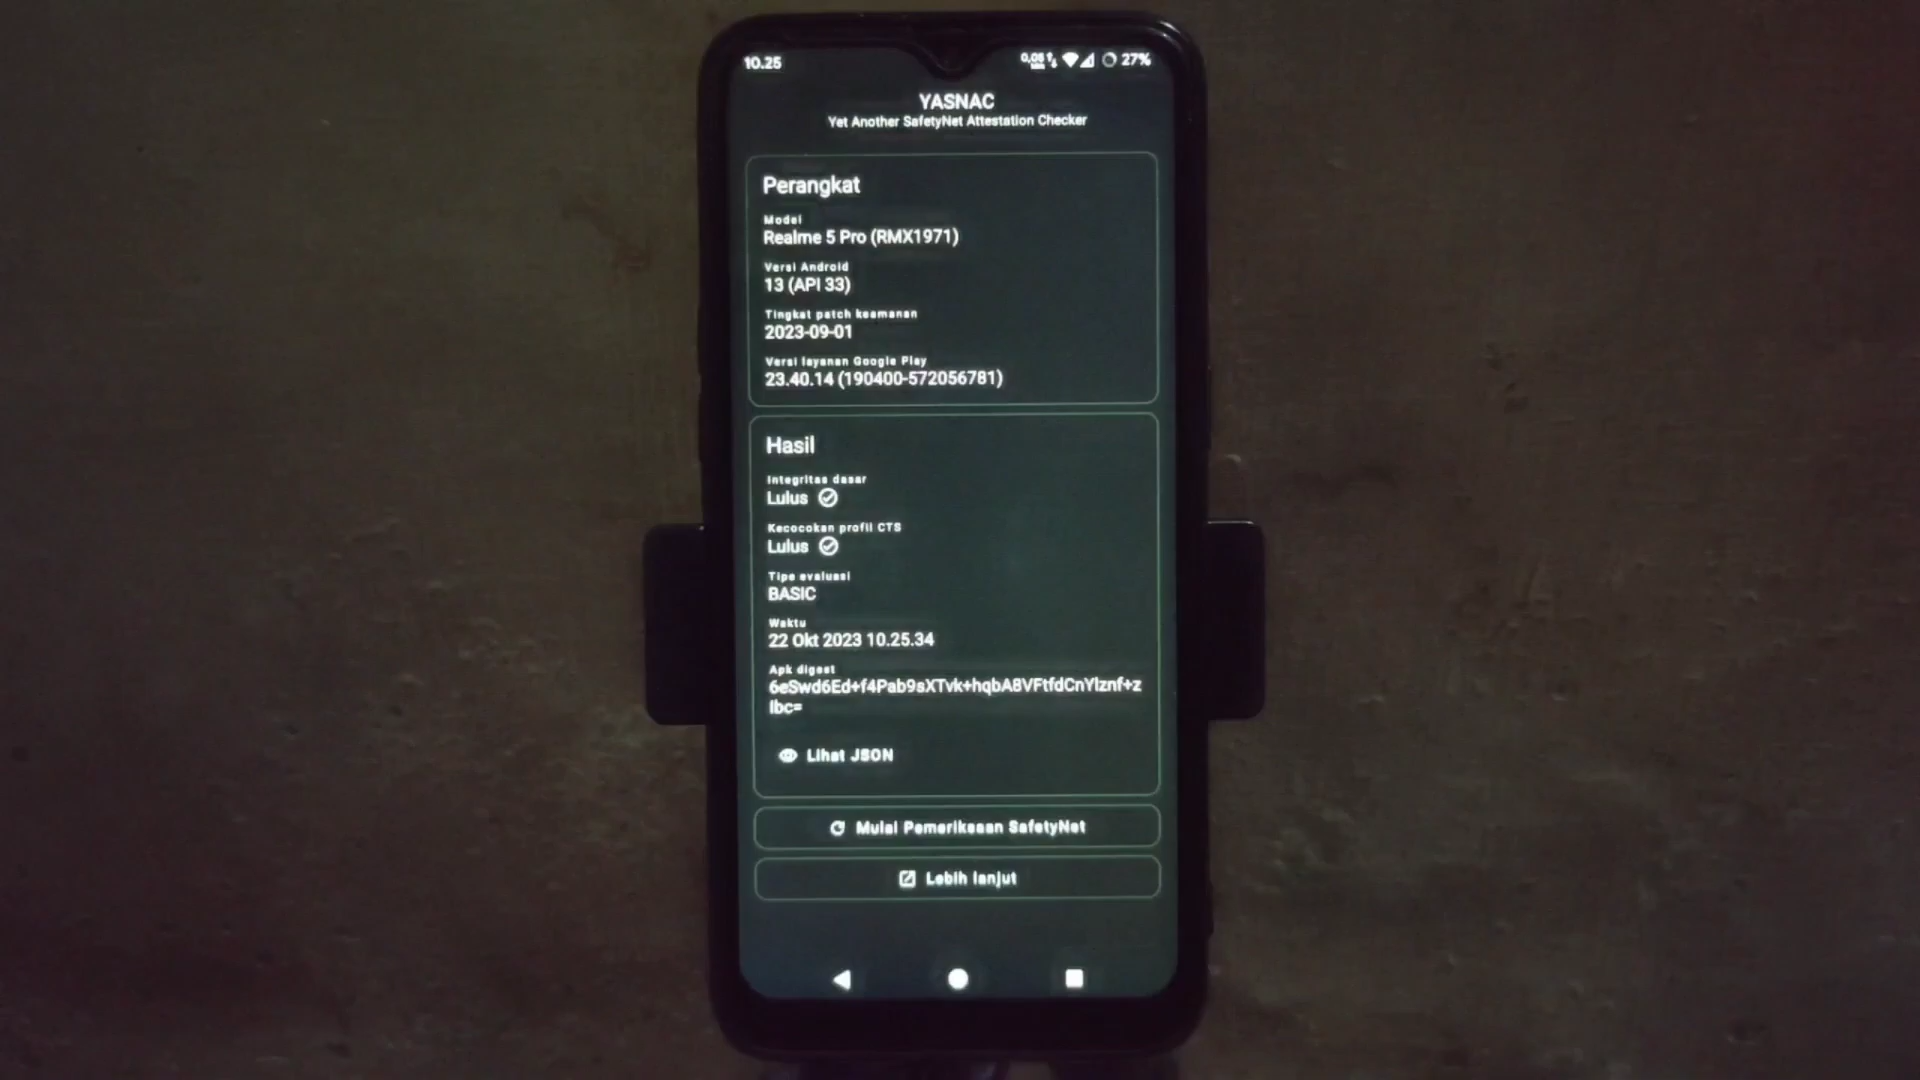 10.25
27%
YASNAC
Yet Another SafetyNet Attestation Checker
Perangkat
Model
Realme 5 Pro (RMX1971)
Versi Android
13 (API 33)
Tingkat patch keamanan
2023-09-01
Versi layanan Google Play
23.40.14 (190400-572056781)
Hasil
Integritas dasar
Lulus
Kecocokan profil CTS
Lulus
Tipe evaluasi
BASIC
Waktu
22 Okt 2023 10.25.34
Apk digest
6eSwd6Ed+f4Pab9sXTvk+hqbA8VFtfdCnYlznf+z
lbc=
Lihat JSON
Mulai Pemeriksaan SafetyNet
Lebih lanjut